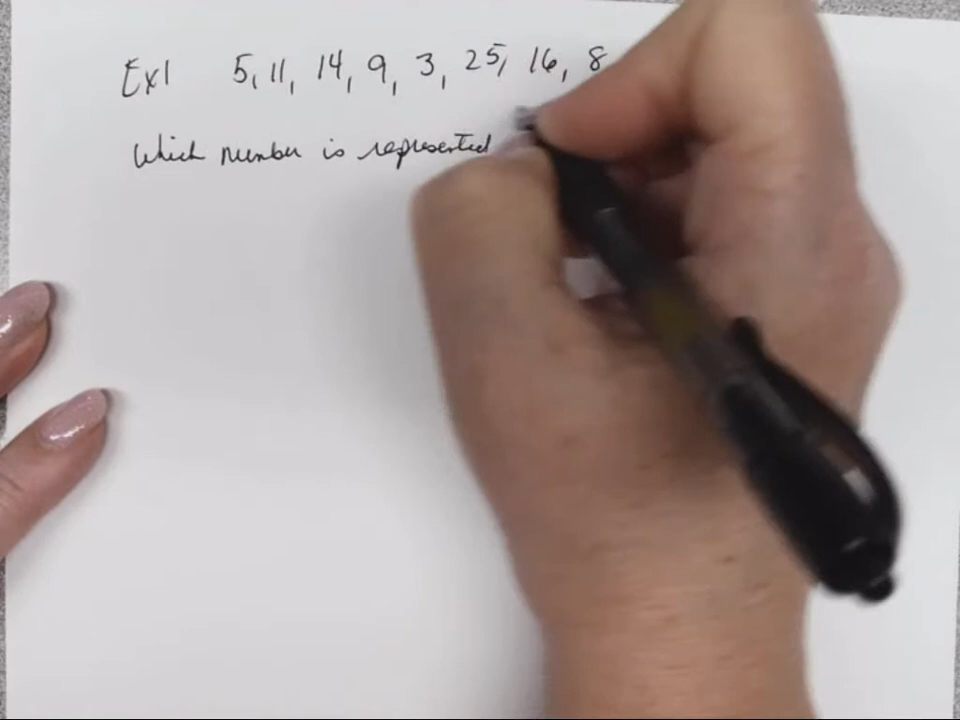 Ex1 5, 11, 14, 9, 3, 25, 16, 8
Which number is represented